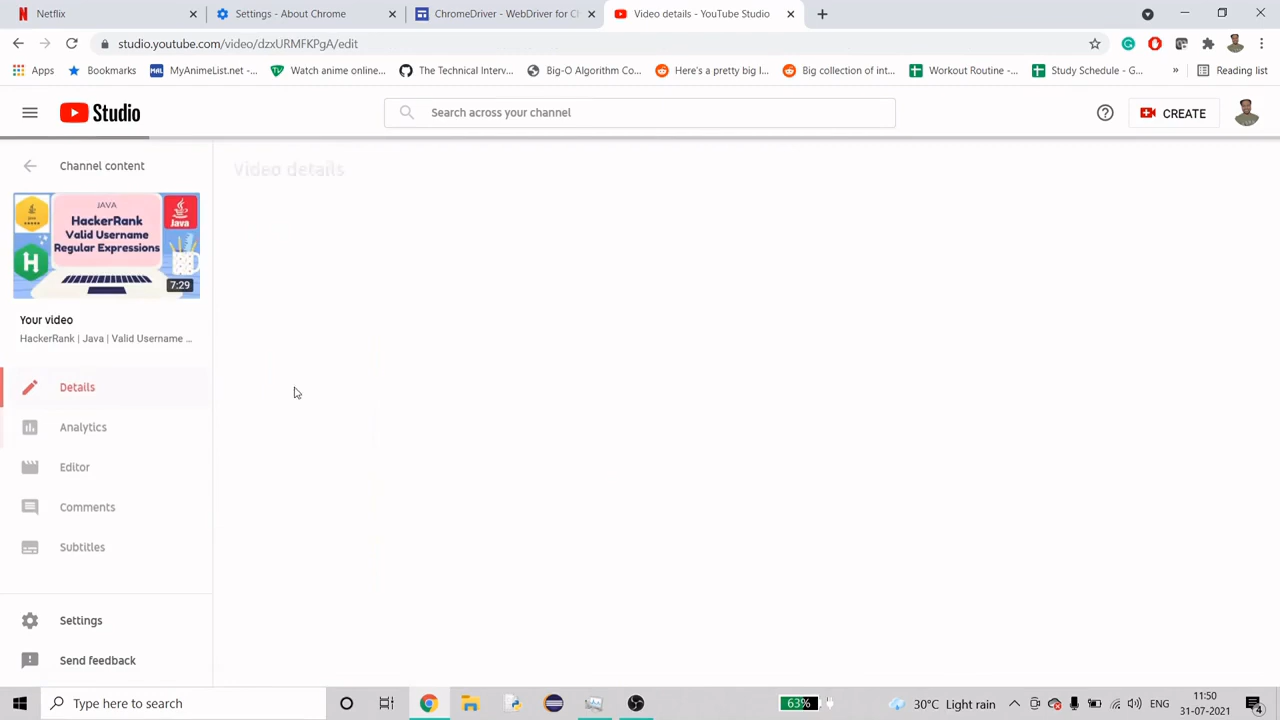 Netflix
Settings - About Chrome
ChromeDriver - WebDriver for Cl
Video details - YouTube Studio
studio.youtube.com/video/dzxURMFKPgA/edit
Apps
Bookmarks
MyAnimeList.net -...
Watch anime online...
The Technical Interv...
Big-O Algorithm Co...
Here's a pretty big l...
Big collection of int...
Workout Routine -...
Study Schedule - G...
»
Reading list
Studio
Search across your channel
CREATE
Channel content
Video details
JAVA
HackerRank
Valid Username
Regular Expressions
Java
H
7:29
Your video
HackerRank | Java | Valid Username ...
Details
Analytics
Editor
Comments
Subtitles
Settings
Send feedback
Type here to search
63%
30°C Light rain
ENG
11:50
31-07-2021
4